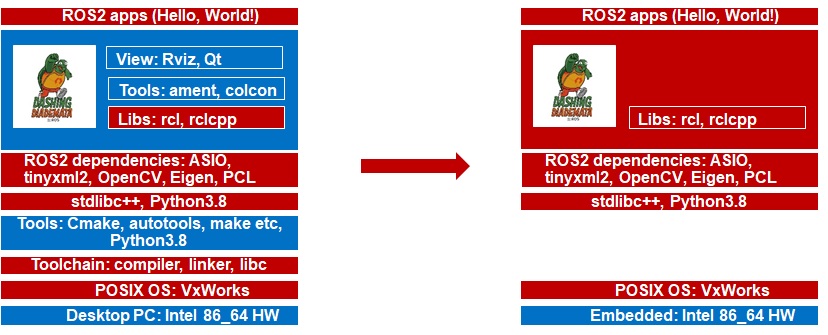 ROS2 apps (Hello, World!)
DASHING
DIADEMATA
View: Rviz, Qt
Tools: ament, colcon
Libs: rcl, rclcpp
ROS2 dependencies: ASIO,
tinyxml2, OpenCV, Eigen, PCL
stdlibc++, Python3.8
Tools: Cmake, autotools, make etc,
Python3.8
Toolchain: compiler, linker, libc
POSIX OS: VxWorks
Desktop PC: Intel 86_64 HW
ROS2 apps (Hello, World!)
DASHING
DIADEMATA
Libs: rcl, rclcpp
ROS2 dependencies: ASIO,
tinyxml2, OpenCV, Eigen, PCL
stdlibc++, Python3.8
POSIX OS: VxWorks
Embedded: Intel 86_64 HW